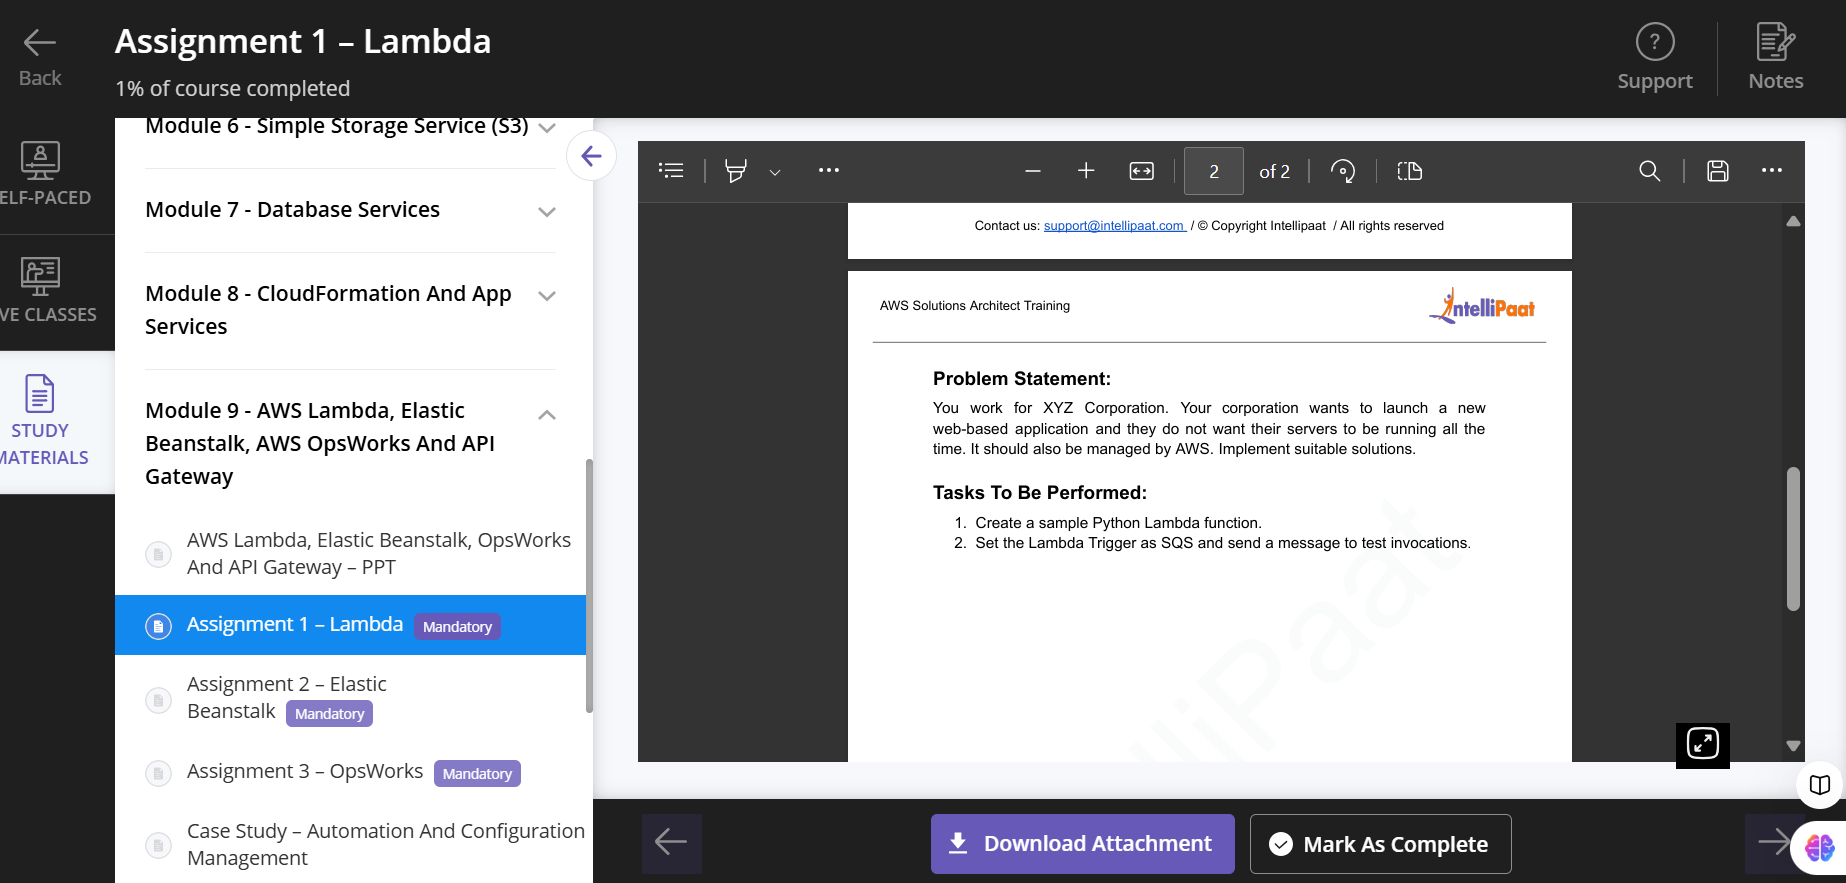 Back
Assignment 1 – Lambda
1% of course completed
Support
Notes
ELF-PACED
VE CLASSES
STUDY
MATERIALS
Module 6 - Simple Storage Service (S3)
Module 7 - Database Services
Module 8 - CloudFormation And App
Services
Module 9 - AWS Lambda, Elastic
Beanstalk, AWS OpsWorks And API
Gateway
AWS Lambda, Elastic Beanstalk, OpsWorks
And API Gateway – PPT
Assignment 1 – Lambda Mandatory
Assignment 2 – Elastic
Beanstalk Mandatory
Assignment 3 – OpsWorks Mandatory
Case Study – Automation And Configuration
Management
2 of 2
Contact us: support@intellipaat.com / © Copyright Intellipaat / All rights reserved
AWS Solutions Architect Training
IntelliPaat
Problem Statement:
You work for XYZ Corporation. Your corporation wants to launch a new
web-based application and they do not want their servers to be running all the
time. It should also be managed by AWS. Implement suitable solutions.
Tasks To Be Performed:
1. Create a sample Python Lambda function.
2. Set the Lambda Trigger as SQS and send a message to test invocations.
lliPaat
Download Attachment
Mark As Complete